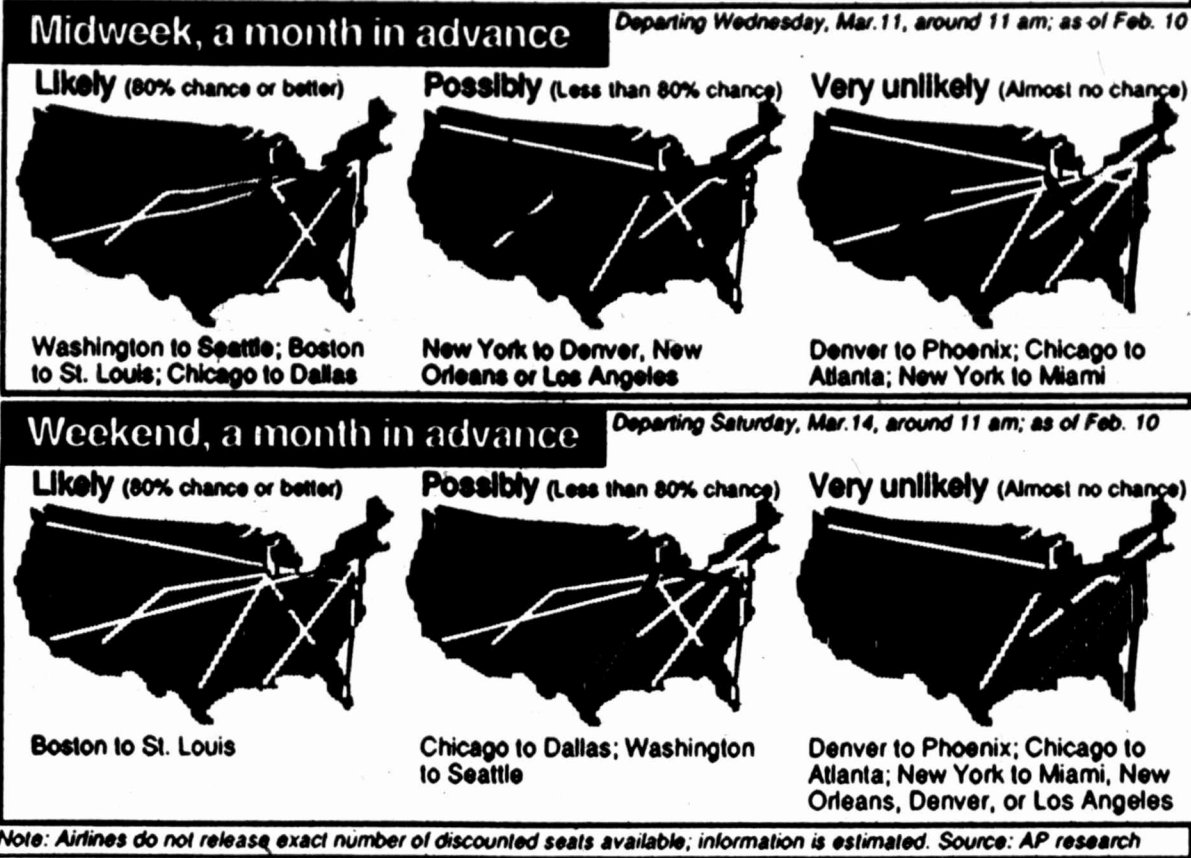 Midweek, a month in advance
Departing Wednesday, Mar.11, around 11 am; as of Feb. 10
Likely (80% chance or better)
Possibly (Less than 80% chance)
Very unlikely (Almost no chance)
Washington to Seattle; Boston
to St. Louis; Chicago to Dallas
New York to Denver, New
Orleans or Los Angeles
Denver to Phoenix; Chicago to
Atlanta; New York to Miami
Weekend, a month in advance
Departing Saturday, Mar.14, around 11 am; as of Feb. 10
Likely (80% chance or better)
Possibly (Less than 80% chance)
Very unlikely (Almost no chance)
Boston to St. Louis
Chicago to Dallas; Washington
to Seattle
Denver to Phoenix; Chicago to
Atlanta; New York to Miami, New
Orleans, Denver, or Los Angeles
Note: Airlines do not release exact number of discounted seats available; information is estimated. Source: AP research